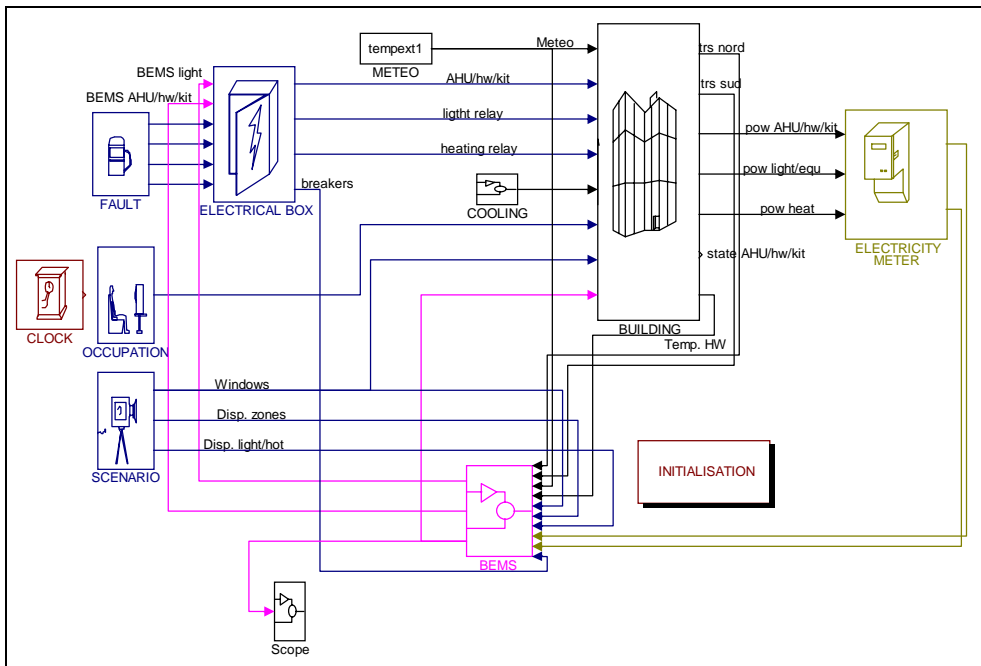 tempext1
METEO
Meteo
trs nord
BEMS light
AHU/hw/kit
trs sud
BEMS AHU/hw/kit
ligtht relay
pow AHU/hw/kit
heating relay
pow light/equ
breakers
FAULT
ELECTRICAL BOX
COOLING
pow heat
ELECTRICITY
METER
state AHU/hw/kit
CLOCK
OCCUPATION
BUILDING
Temp. HW
Windows
Disp. zones
Disp. light/hot
SCENARIO
INITIALISATION
BEMS
Scope